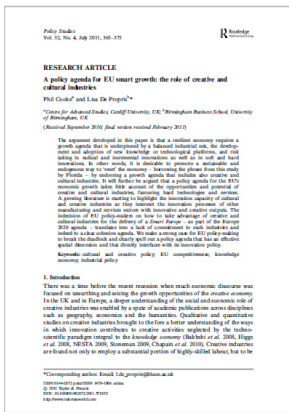 Policy Studies
Vol. 32, No. 4, July 2011, 365–375
Routledge
RESEARCH ARTICLE
A policy agenda for EU smart growth: the role of creative and
cultural industries
Phil Cooke a and Lisa De Propris b*
a Centre for Advanced Studies, Cardiff University, UK; b Birmingham Business School, University
of Birmingham, UK
(Received September 2010; final version received February 2011)
The argument developed in this paper is that a resilient economy requires a
growth agenda that is underpinned by a balanced industrial role, the develop-
ment and adoption of new knowledge or technological platforms, and risk
taking in radical and incremental innovations as well as in soft and hard
innovations. In other words, it is desirable to promote a sustainable and
endogenous way to 'reset' the economy – borrowing the phrase from this study
by Florida – by endorsing a growth agenda that includes also creative and
cultural industries. It will further be argued that a policy agenda for the EU
economic growth takes little account of the opportunities and potential of
creative and cultural industries, favouring hard technologies and services.
A growing literature is starting to highlight the innovation capacity of cultural
and creative industries as they intersect the innovation processes of other
manufacturing and services sectors with innovative and creative outputs. The
indecision of EU policy-makers on how to take advantage of creative and
cultural industries for the delivery of a Smart Europe – as part of the Europe
2020 agenda – translates into a lack of commitment to such industries and
indeed to a clear cohesion agenda. We make a strong case for EU policy-making
to break the deadlock and clearly spell out a policy agenda that has an effective
spatial dimension and that directly interfaces with its innovation policy.
Keywords: cultural and creative policy; EU competitiveness; knowledge
economy; industrial policy
1. Introduction
There was a time before the recent recession when much economic discourse was
focused on unearthing and seizing the growth opportunities of the creative economy.
In the UK and in Europe, a deeper understanding of the social and economic role of
creative industries was enabled by a spate of academic publications across disciplines
such as geography, economics and the humanities. Qualitative and quantitative
studies on creative industries brought to the fore a better understanding of the ways
in which innovation contributes to creative activities neglected by the techno-
scientific paradigm integral to the knowledge economy (Bakhshi et al. 2008, Higgs
et al. 2008, NESTA 2009, Stoneman 2009, Chapain et al. 2010). Creative industries
are found not only to employ a substantial portion of highly-skilled labour, but to be
*Corresponding author. Email: l.de_propris@bham.ac.uk
© 2011 Taylor & Francis
http://www.informaworld.com